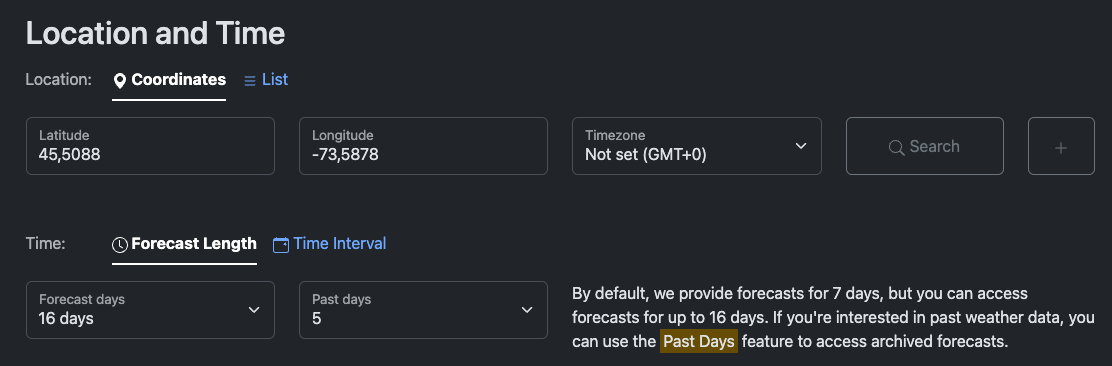 Location and Time
Location: Coordinates List
Latitude
45,5088
Longitude
-73,5878
Timezone
Not set (GMT+0)
Search
+
Time: Forecast Length Time Interval
Forecast days
16 days
Past days
5
By default, we provide forecasts for 7 days, but you can access
forecasts for up to 16 days. If you're interested in past weather data, you
can use the Past Days feature to access archived forecasts.